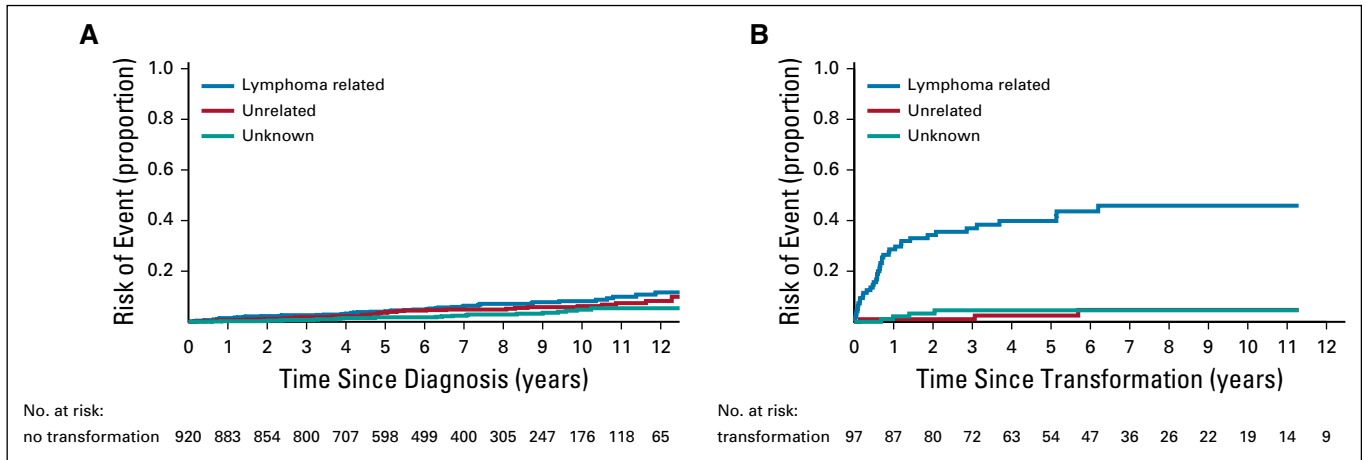 A
Risk of Event (proportion)
1.0
0.8
0.6
0.4
0.2
Lymphoma related
Unrelated
Unknown
0 1 2 3 4 5 6 7 8 9 10 11 12
Time Since Diagnosis (years)
No. at risk:
no transformation 920 883 854 800 707 598 499 400 305 247 176 118 65
B
Risk of Event (proportion)
1.0
0.8
0.6
0.4
0.2
Lymphoma related
Unrelated
Unknown
0 1 2 3 4 5 6 7 8 9 10 11 12
Time Since Transformation (years)
No. at risk:
transformation 97 87 80 72 63 54 47 36 26 22 19 14 9